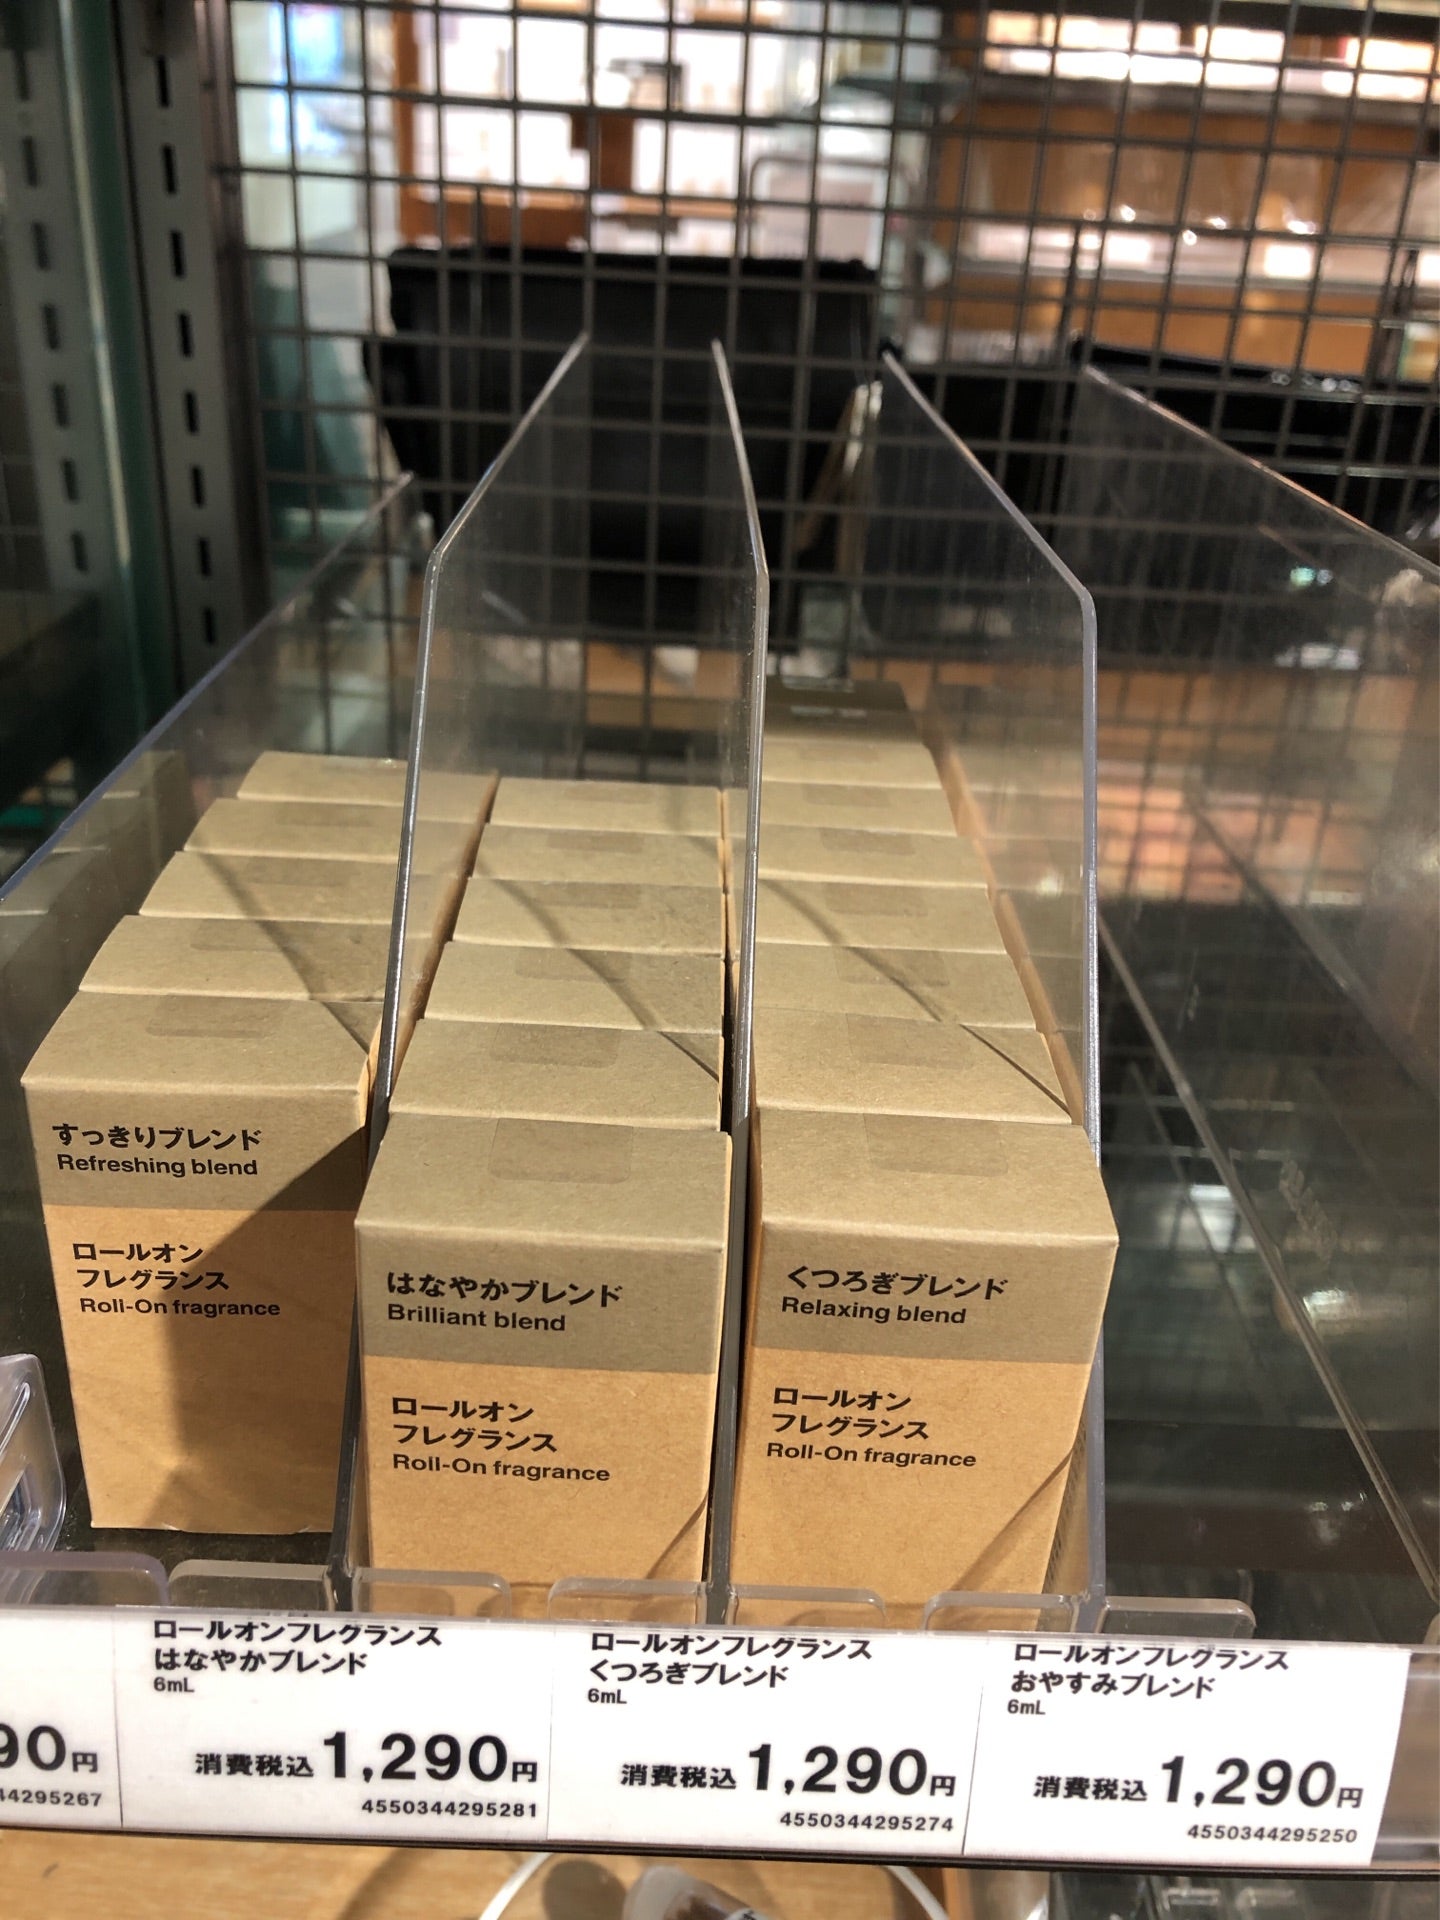 すっきりブレンド
Refreshing blend
ロールオン
フレグランス
Roll-On fragrance
はなやかブレンド
Brilliant blend
ロールオン
フレグランス
Roll-On fragrance
くつろぎブレンド
Relaxing blend
ロールオン
フレグランス
Roll-On fragrance
90円
44295267
ロールオンフレグランス
はなやかブレンド
6mL
消費税込1,290円
4550344295281
ロールオンフレグランス
くつろぎブレンド
6mL
消費税込1,290円
4550344295274
ロールオンフレグランス
おやすみブレンド
6mL
消費税込1,290円
4550344295250